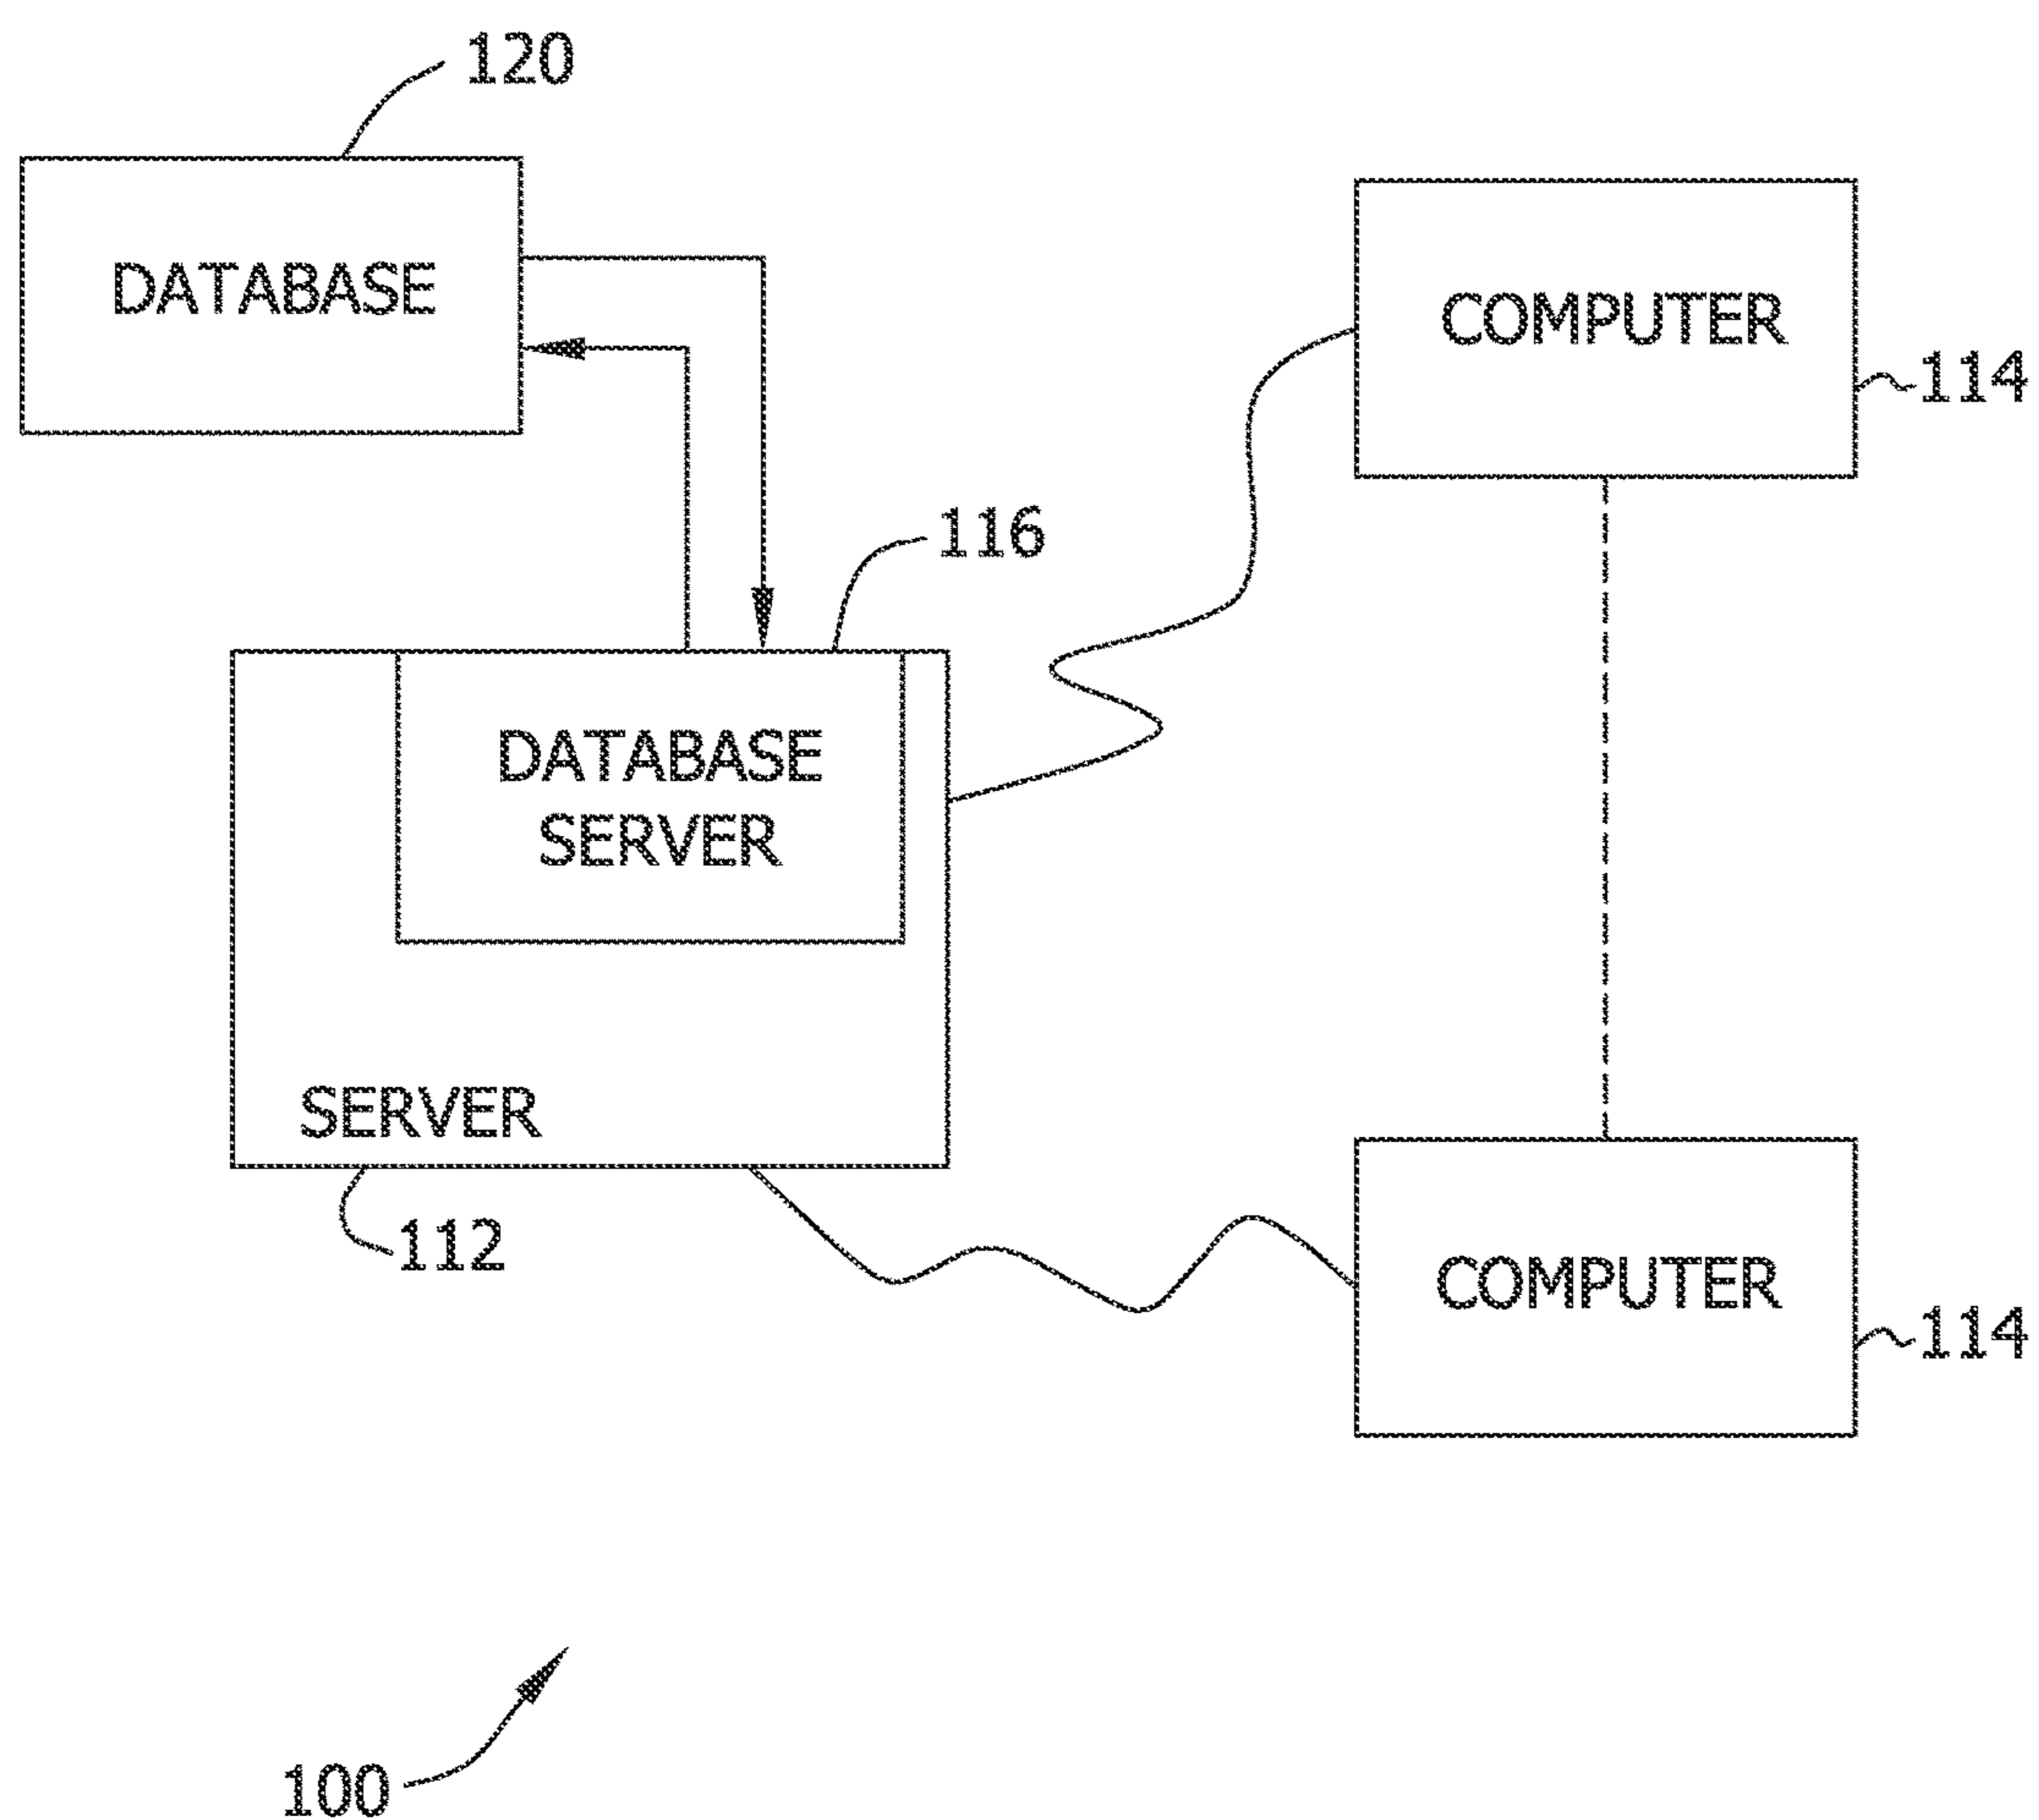 120
DATABASE
COMPUTER
114
116
DATABASE
SERVER
SERVER
112
COMPUTER
114
100